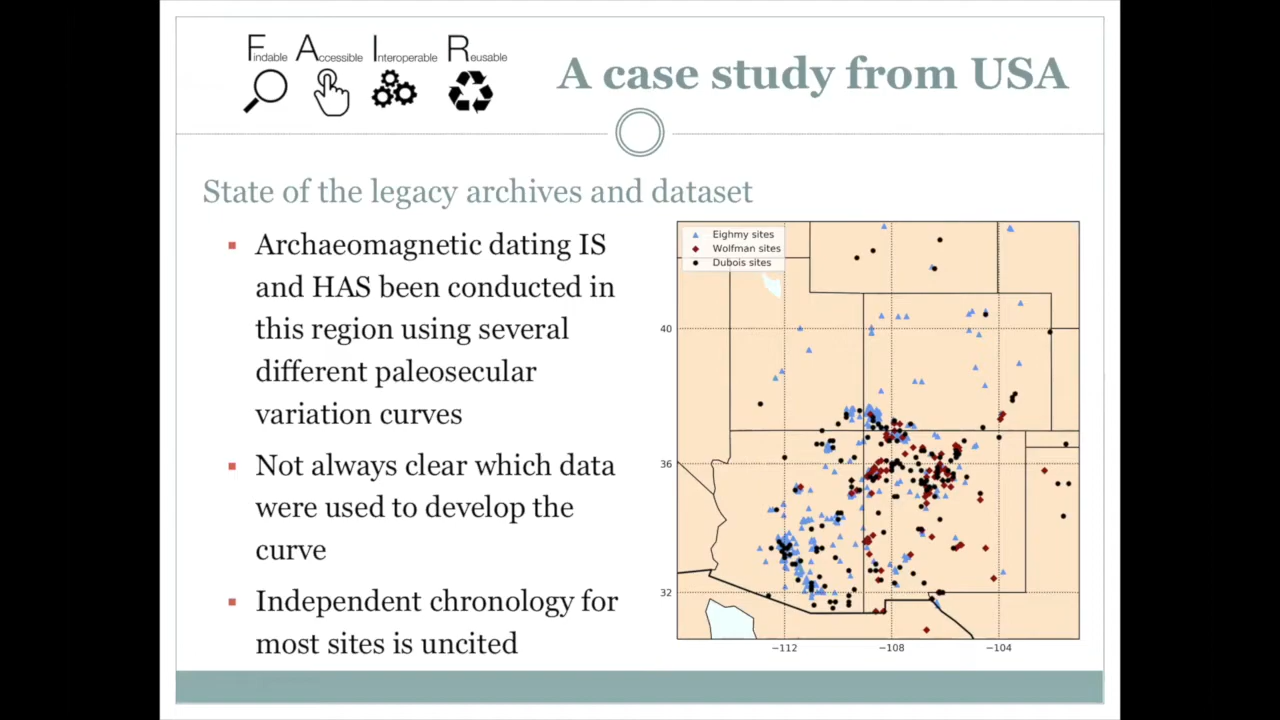 Findable Accessible Interoperable Reusable
A case study from USA
State of the legacy archives and dataset
▪ Archaeomagnetic dating IS
and HAS been conducted in
this region using several
different paleosecular
variation curves
▪ Not always clear which data
were used to develop the
curve
▪ Independent chronology for
most sites is uncited
Eighmy sites
Wolfman sites
Dubois sites
40
36
32
−112 −108 −104